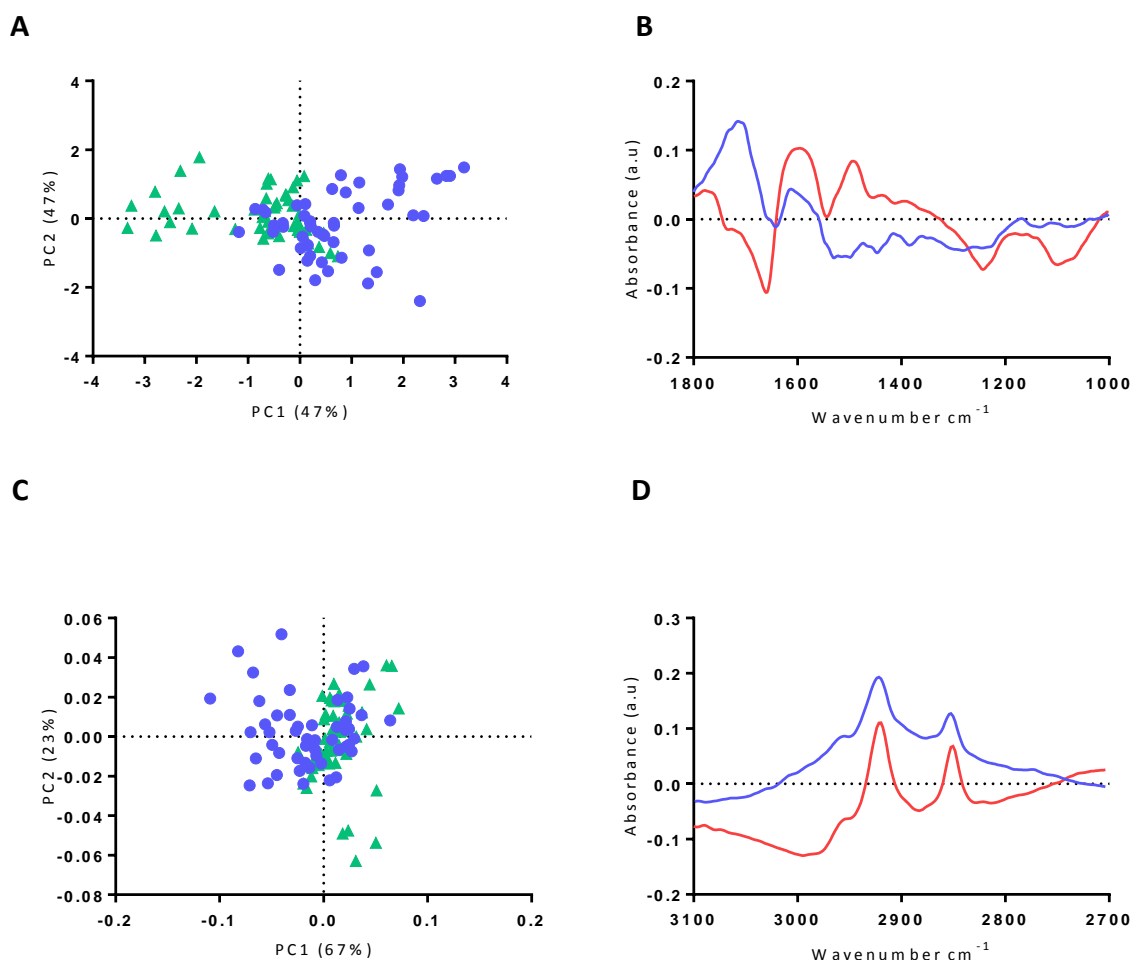 A
B
4
2
0
-2
-4
PC2 (47%)
-4 -3 -2 -1 0 1 2 3 4
PC1 (47%)
0.2
0.1
0.0
-0.1
-0.2
Absorbance (a.u)
1800 1600 1400 1200 1000
Wavenumber cm-1
C
D
0.06
0.04
0.02
0.00
-0.02
-0.04
-0.06
-0.08
PC2 (23%)
-0.2 -0.1 0.0 0.1 0.2
PC1 (67%)
0.3
0.2
0.1
0.0
-0.1
-0.2
Absorbance (a.u)
3100 3000 2900 2800 2700
Wavenumber cm-1